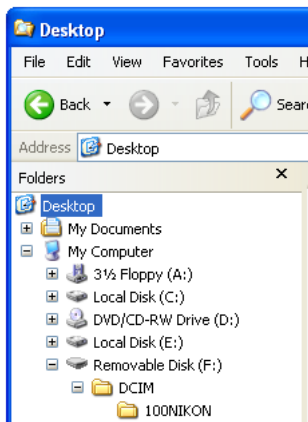 Desktop
File Edit View Favorites Tools H
Back Sear
Address Desktop
Folders
Desktop
My Documents
My Computer
3½ Floppy (A:)
Local Disk (C:)
DVD/CD-RW Drive (D:)
Local Disk (E:)
Removable Disk (F:)
DCIM
100NIKON